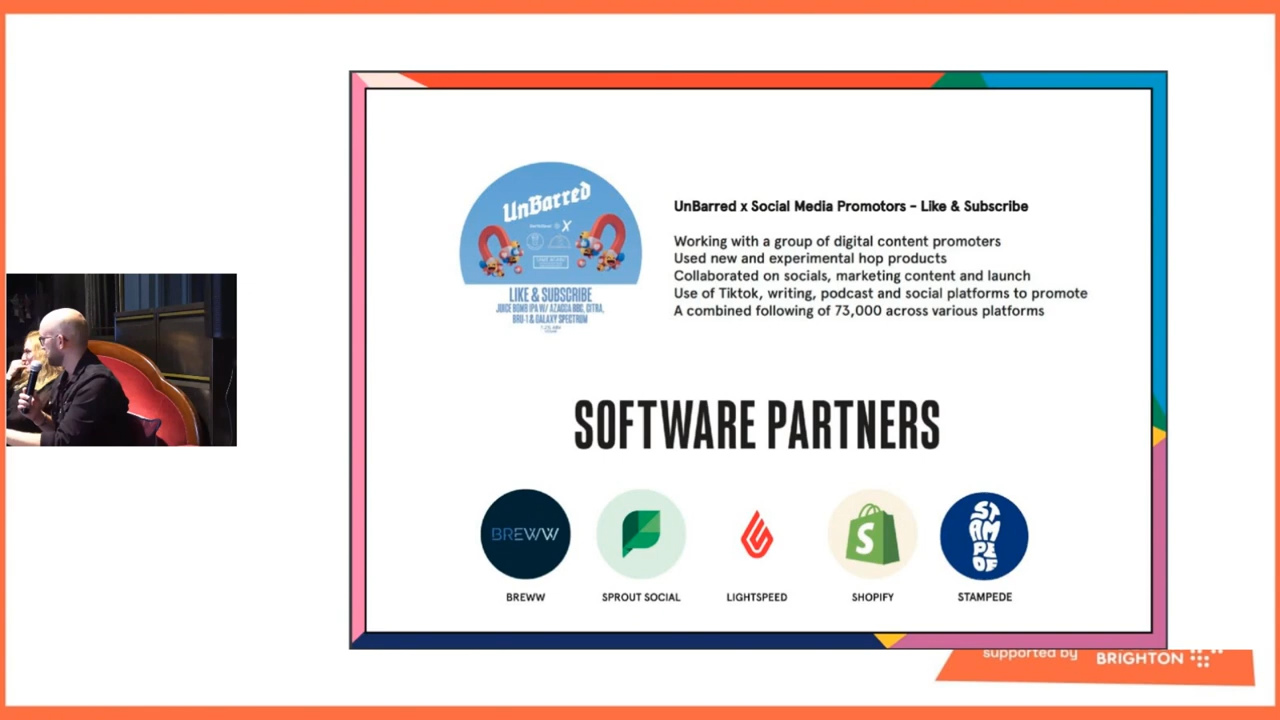 UnBarred
X
LIKE & SUBSCRIBE
JUICE BOMB IPA W/ AZACCA BBC, CITRA,
BRU-1 & GALAXY SPECTRUM
UnBarred x Social Media Promotors - Like & Subscribe
Working with a group of digital content promoters
Used new and experimental hop products
Collaborated on socials, marketing content and launch
Use of Tiktok, writing, podcast and social platforms to promote
A combined following of 73,000 across various platforms
SOFTWARE PARTNERS
BREWW
S
STAMPEDE
BREWW
SPROUT SOCIAL
LIGHTSPEED
SHOPIFY
STAMPEDE
supported by
BRIGHTON